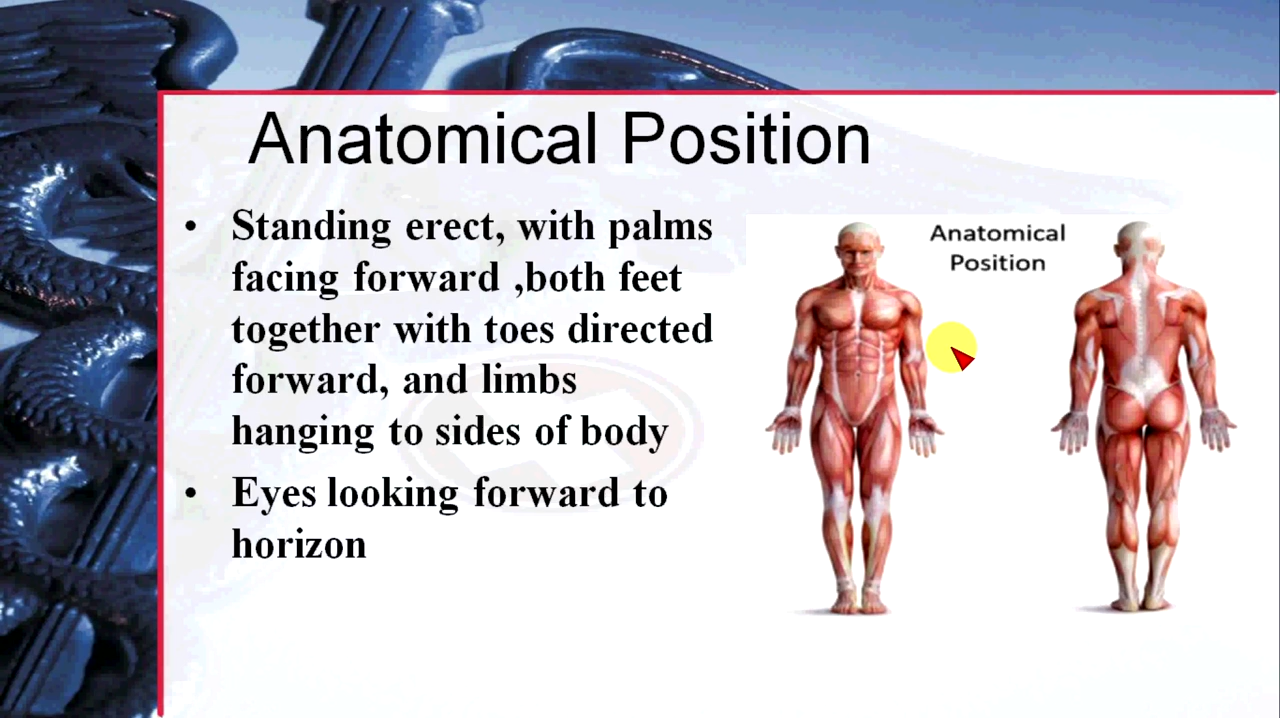 Anatomical Position
• Standing erect, with palms
facing forward ,both feet
together with toes directed
forward, and limbs
hanging to sides of body
• Eyes looking forward to
horizon
Anatomical
Position